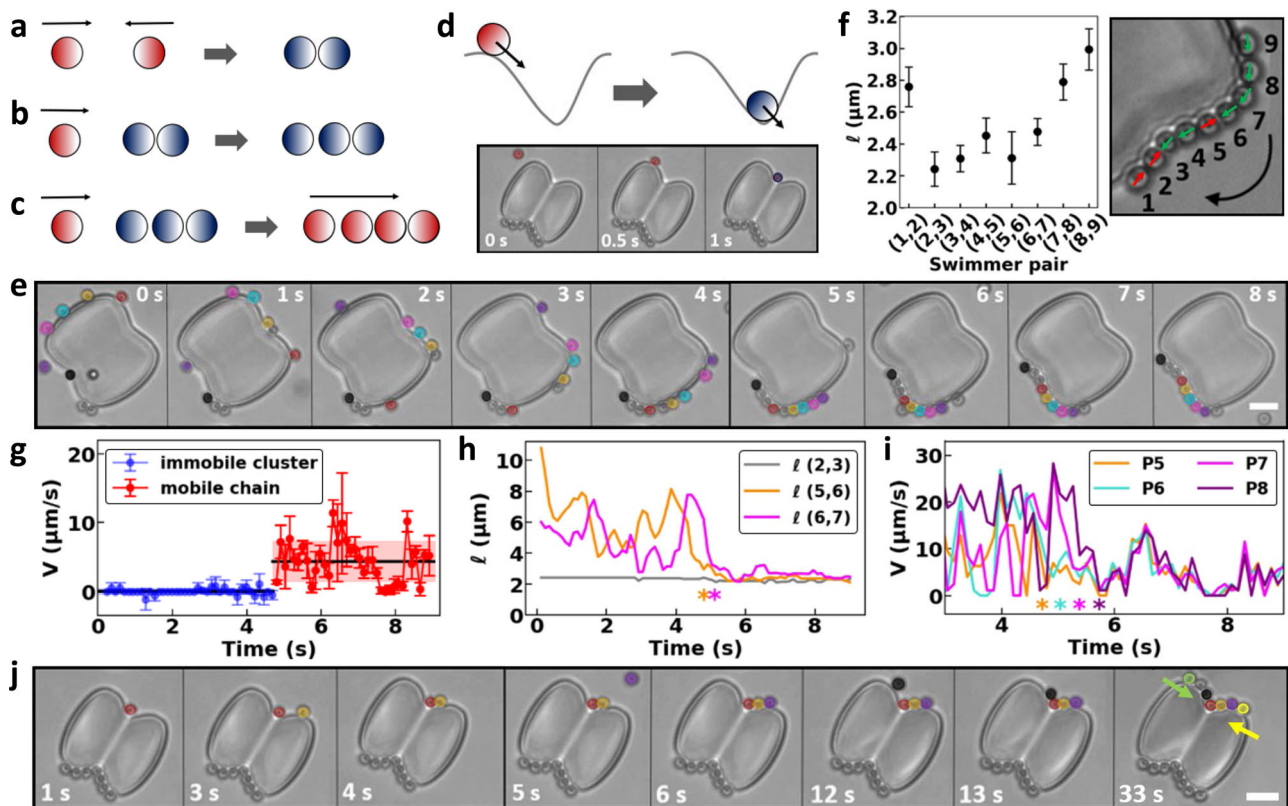 a
b
c
d
0 s
0.5 s
1 s
f
3.2
3.0
2.8
2.6
2.4
2.2
2.0
ℓ (μm)
(1,2)
(2,3)
(3,4)
(4,5)
(5,6)
(6,7)
(7,8)
(8,9)
Swimmer pair
9
8
7
6
5
4
3
2
1
e
0 s
1 s
2 s
3 s
4 s
5 s
6 s
7 s
8 s
g
V (μm/s)
20
10
0
immobile cluster
mobile chain
0
2
4
6
8
Time (s)
h
ℓ (μm)
10
8
6
4
2
0
ℓ (2,3)
ℓ (5,6)
ℓ (6,7)
* *
0
2
4
6
8
Time (s)
i
V (μm/s)
30
20
10
0
P5
P7
P6
P8
* * * *
4
6
8
Time (s)
j
1 s
3 s
4 s
5 s
6 s
12 s
13 s
33 s